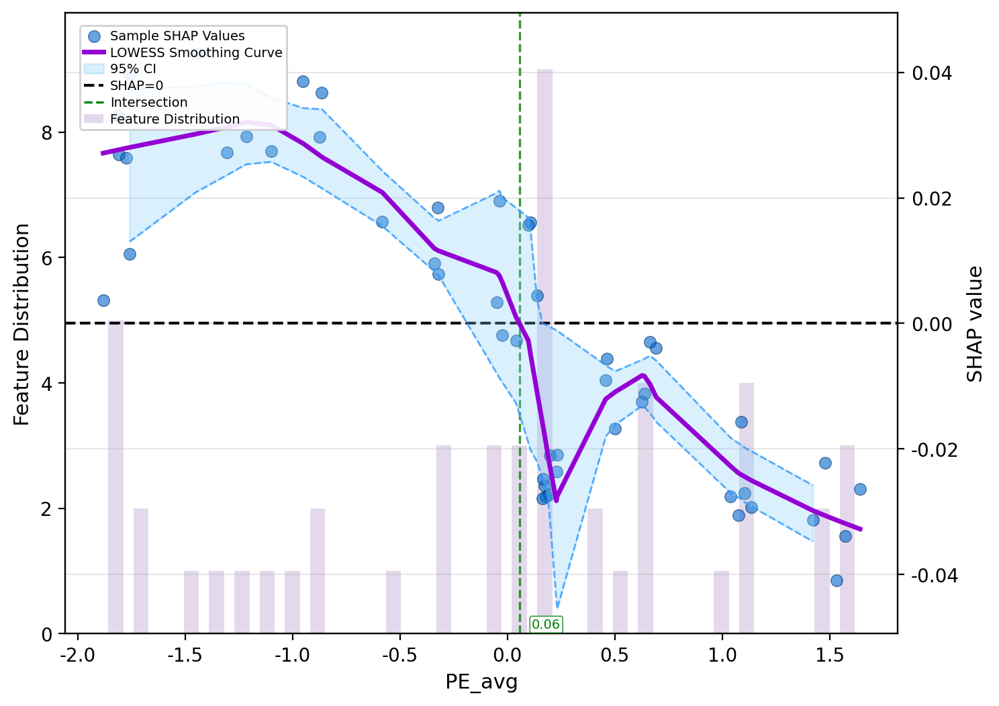 Sample SHAP Values
LOWESS Smoothing Curve
95% CI
SHAP=0
Intersection
Feature Distribution
Feature Distribution
8
6
4
2
0
0.04
0.02
0.00
-0.02
-0.04
SHAP value
0.06
-2.0 -1.5 -1.0 -0.5 0.0 0.5 1.0 1.5
PE_avg